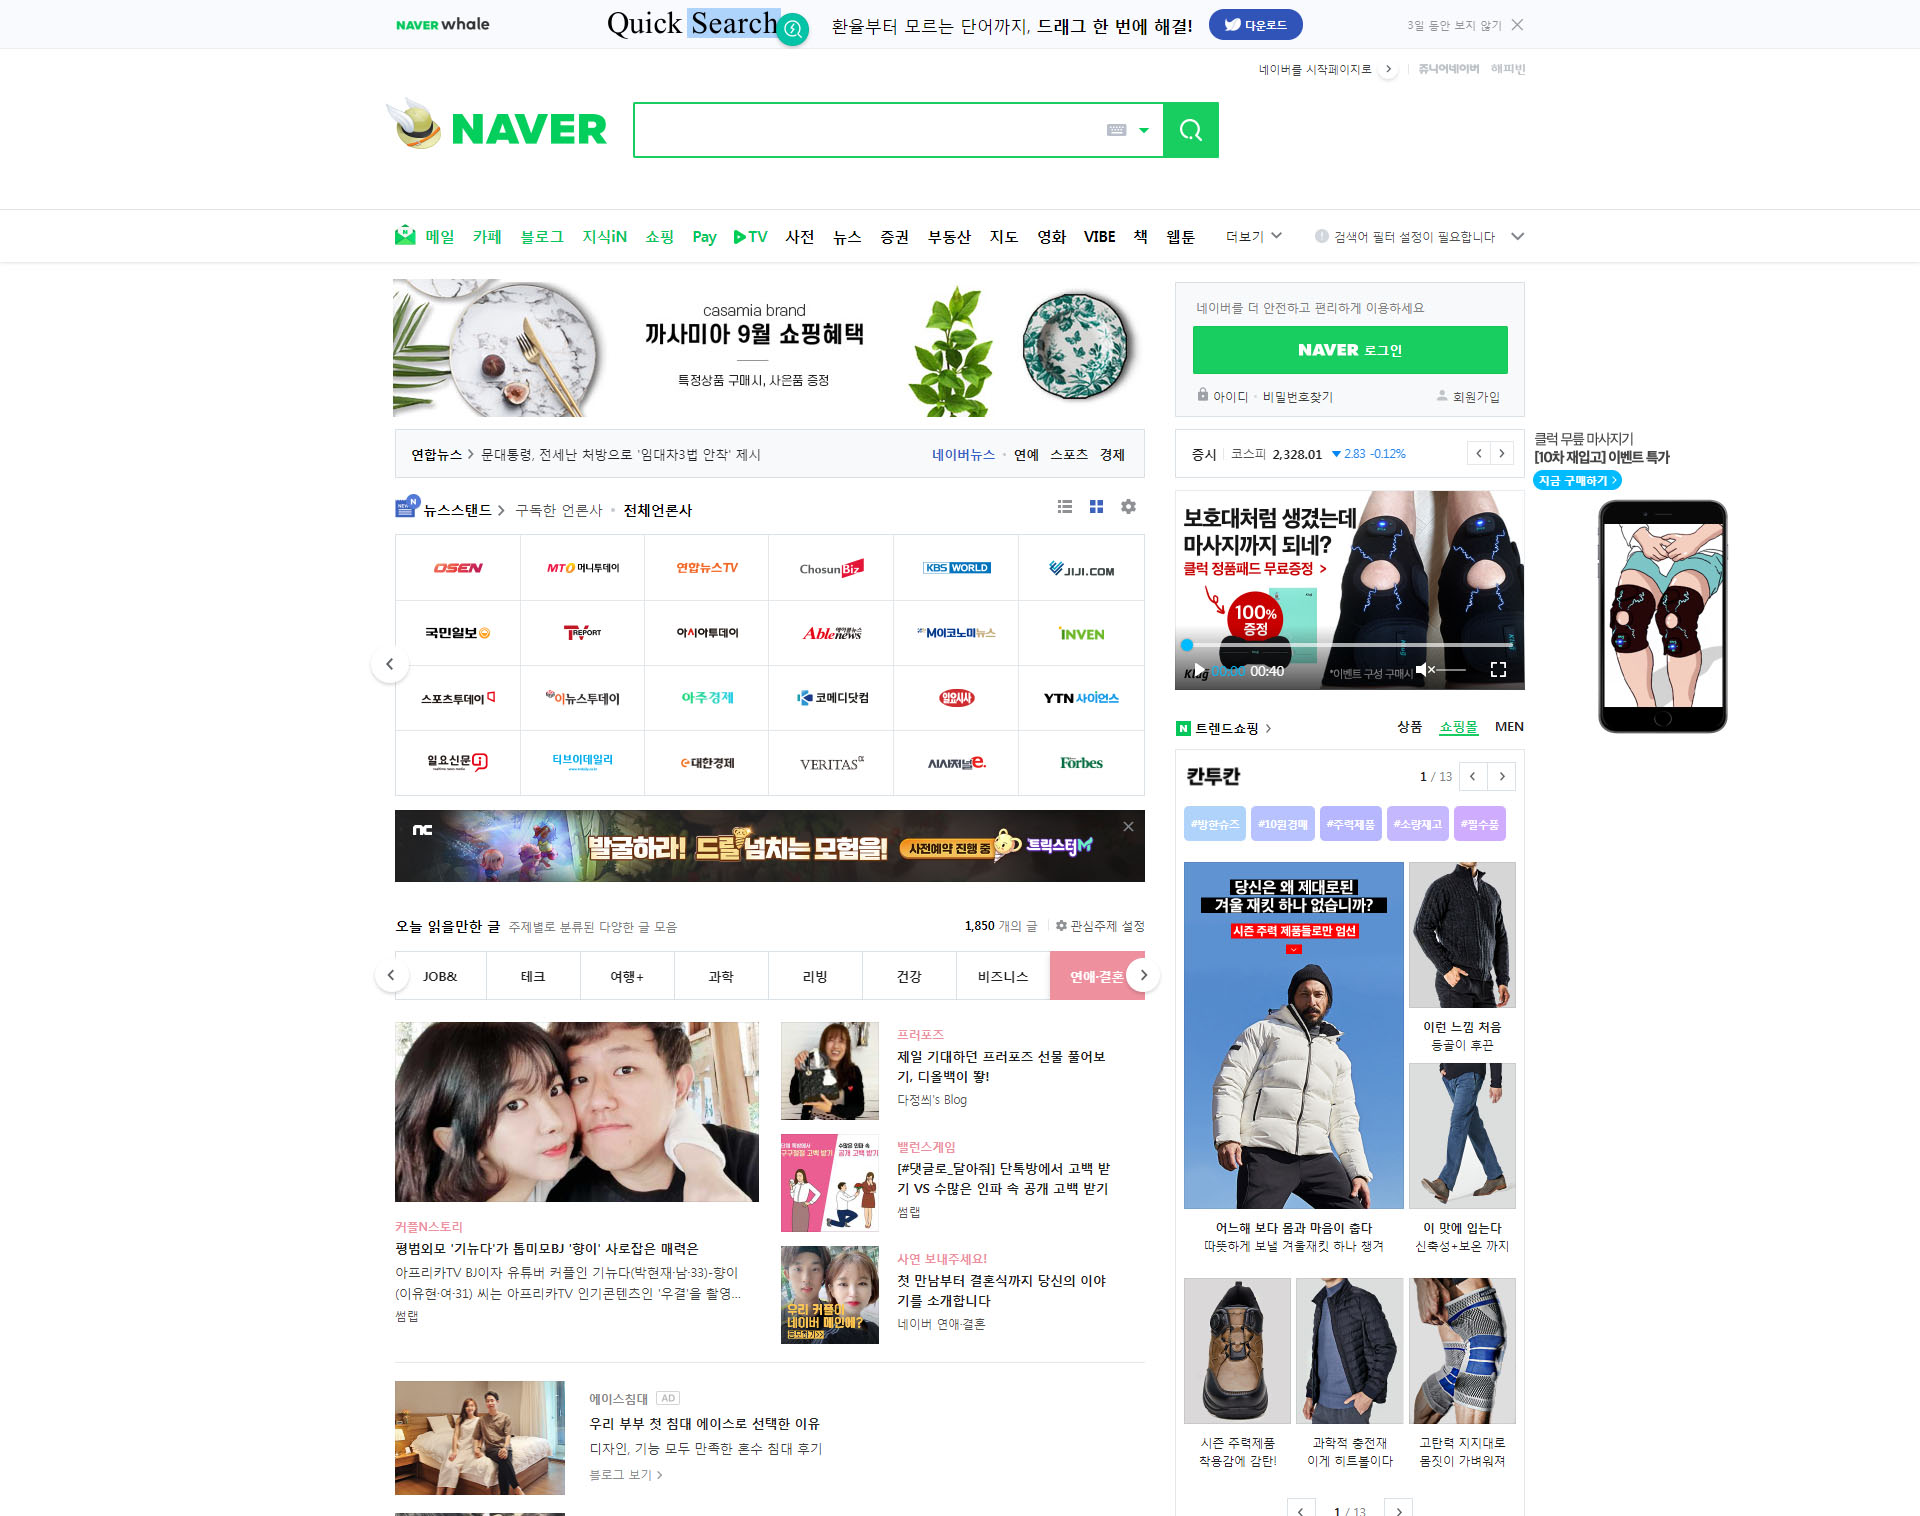 NAVER whale
Quick Search
환율부터 모르는 단어까지, 드래그 한 번에 해결!
다운로드
3일 동안 보지 않기
네이버를 시작페이지로
쥬니어네이버 해피빈
NAVER
메일 카페 블로그 지식iN 쇼핑 Pay TV 사전 뉴스 증권 부동산 지도 영화 VIBE 책 웹툰 더보기
검색어 필터 설정이 필요합니다
casamia brand
까사미아 9월 쇼핑혜택
특정상품 구매시, 사은품 증정
네이버를 더 안전하고 편리하게 이용하세요
NAVER 로그인
아이디 · 비밀번호찾기
회원가입
연합뉴스 > 문대통령, 전세난 처방으로 '임대차3법 안착' 제시
네이버뉴스 · 연예 스포츠 경제
증시 코스피 2,328.01 ▼ 2.83 -0.12%
클럭 무릎 마사지기
[10차 재입고] 이벤트 특가
지금 구매하기 >
뉴스스탠드 > 구독한 언론사 · 전체언론사
OSEN
MTO 머니투데이
연합뉴스TV
ChosunBiz
KBS WORLD
JIJI.COM
국민일보
TV REPORT
아시아투데이
Ablenews
M이코노미뉴스
iNVEN
스포츠투데이
이뉴스투데이
아주경제
코메디닷컴
일요시사
YTN 사이언스
일요신문
티브이데일리
e대한경제
VERITAS
시사저널e.
Forbes
보호대처럼 생겼는데
마사지까지 되네?
클럭 정품패드 무료증정 >
100%
증정
Klug
00:00 00:40
*이벤트 구성 구매시
N 트렌드쇼핑 >
상품 쇼핑몰 MEN
칸투칸
1 / 13
#방한슈즈 #10원경매 #주력제품 #소량재고 #필수품
nc
발굴하라! 드릴 넘치는 모험을!
사전예약 진행 중
트릭스터M
당신은 왜 제대로된
겨울 재킷 하나 없습니까?
시즌 주력 제품들로만 엄선
이런 느낌 처음
등골이 후끈
어느해 보다 몸과 마음이 춥다
따뜻하게 보낼 겨울재킷 하나 챙겨
이 맛에 입는다
신축성+보온 까지
시즌 주력제품
착용감에 감탄!
과학적 충전재
이게 히트볼이다
고탄력 지지대로
몸짓이 가벼워져
1 / 13
오늘 읽을만한 글 주제별로 분류된 다양한 글 모음
1,850 개의 글
관심주제 설정
JOB& 테크 여행+ 과학 리빙 건강 비즈니스 연애·결혼
커플N스토리
평범외모 '기뉴다'가 톱미모BJ '향이' 사로잡은 매력은
아프리카TV BJ이자 유튜버 커플인 기뉴다(박현재·남·33)-향이
(이유현·여·31) 씨는 아프리카TV 인기콘텐츠인 '우결'을 촬영...
썸랩
프러포즈
제일 기대하던 프러포즈 선물 풀어보
기, 디올백이 똻!
다정씌's Blog
수많은 인파 속
구구절절 고백 받기
공개 고백 받기
밸런스게임
[#댓글로_달아줘] 단톡방에서 고백 받
기 VS 수많은 인파 속 공개 고백 받기
썸랩
우리 커플이
네이버 메인에?
사연 보내주세요!
첫 만남부터 결혼식까지 당신의 이야
기를 소개합니다
네이버 연애·결혼
에이스침대 AD
우리 부부 첫 침대 에이스로 선택한 이유
디자인, 기능 모두 만족한 혼수 침대 후기
블로그 보기 >